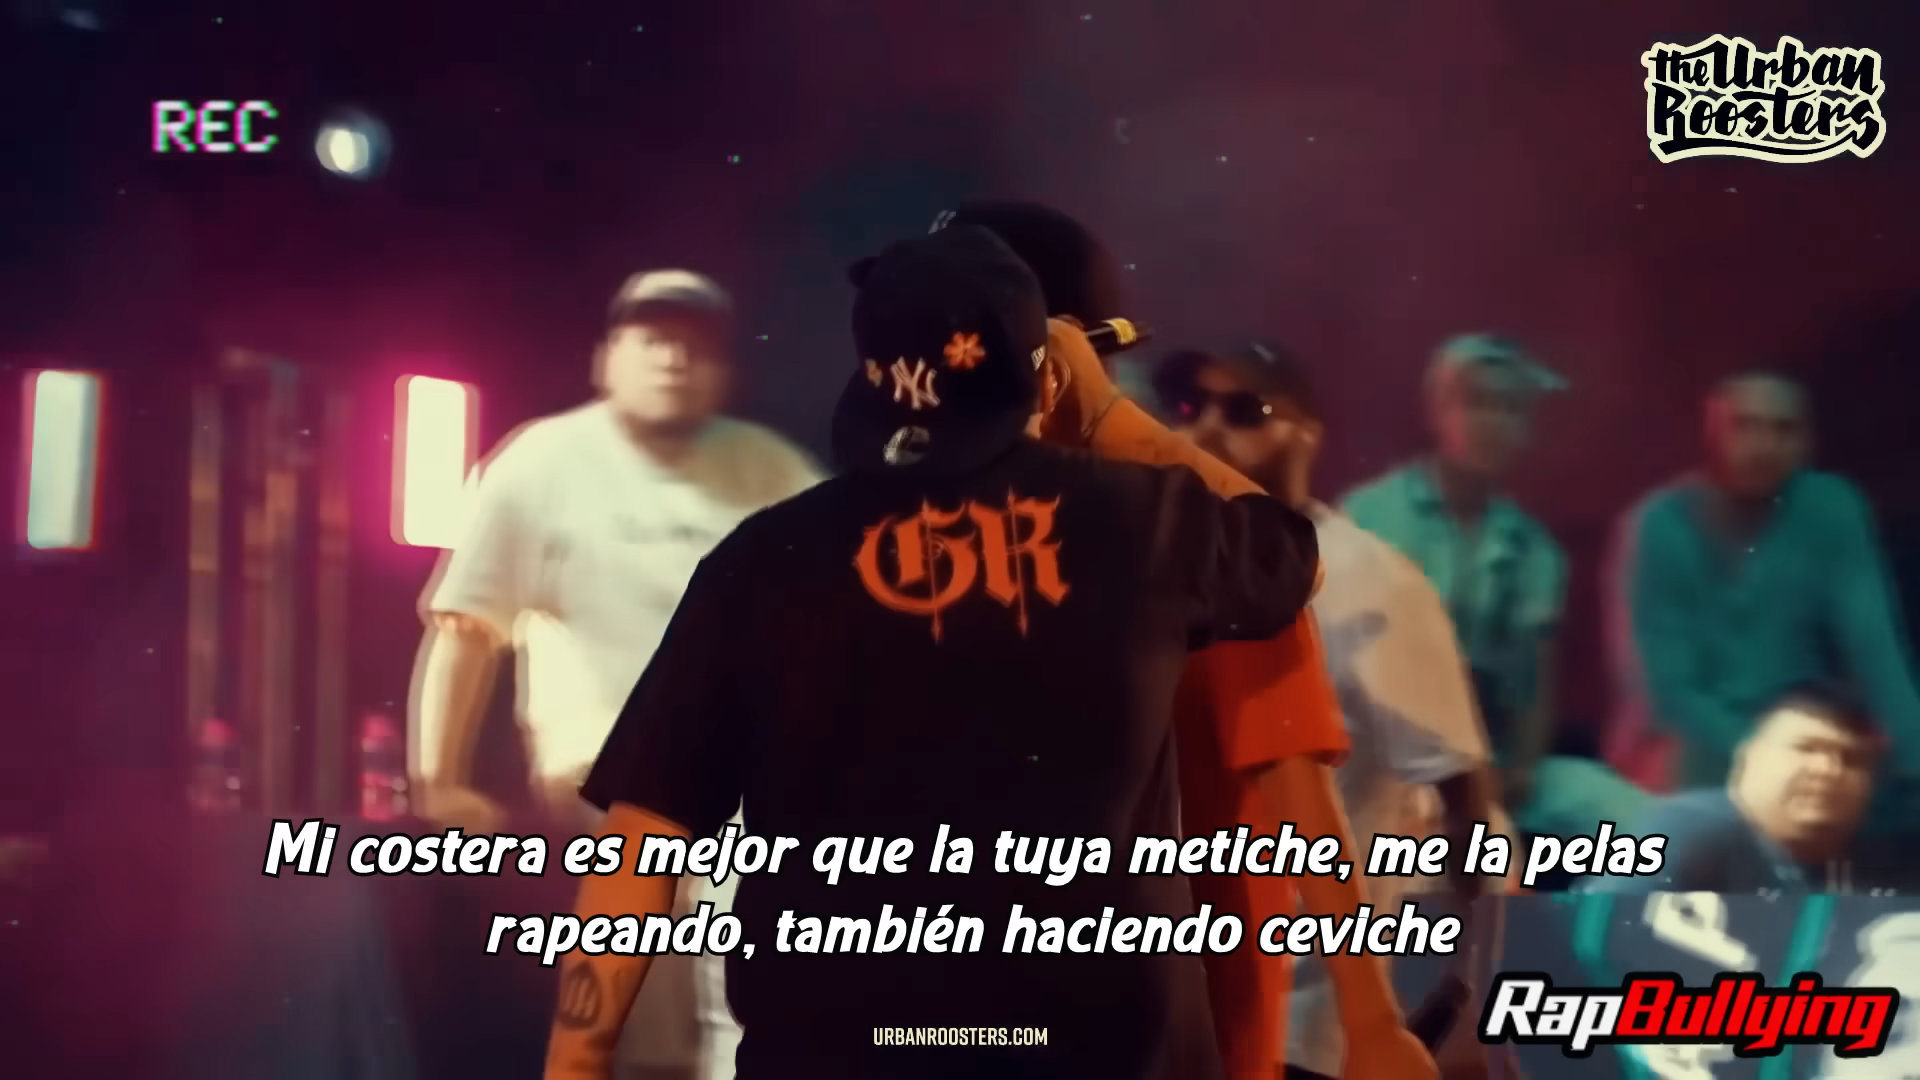 the Urban
Roosters
REC
NY
GR
Mi costera es mejor que la tuya metiche, me la pelas
rapeando, también haciendo ceviche
RapBullying
URBANROOSTERS.COM